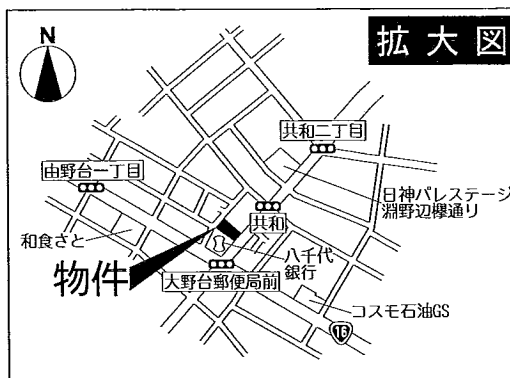 N
拡大図
共和二丁目
由野台一丁目
日神パレステージ
淵野辺欅通り
共和
和食さと
八千代
銀行
物件
大野台郵便局前
コスモ石油GS
16